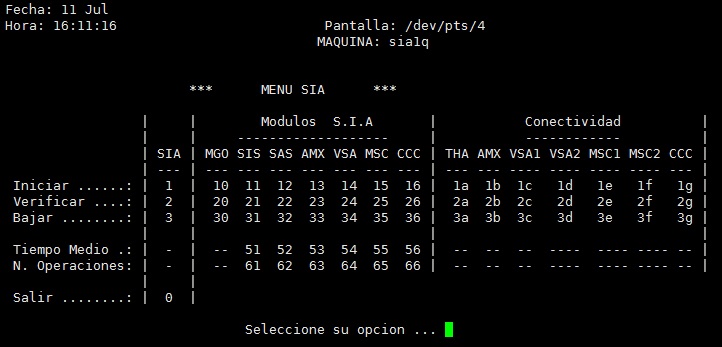 Fecha: 11 Jul
Hora: 16:11:16 Pantalla: /dev/pts/4
MAQUINA: sia1q
*** MENU SIA ***
| | Modulos S.I.A | Conectividad |
| | ------------------- | ------------ |
| SIA | MGO SIS SAS AMX VSA MSC CCC | THA AMX VSA1 VSA2 MSC1 MSC2 CCC |
| --- | --- --- --- --- --- --- --- | --- --- ---- ---- ---- ---- --- |
Iniciar ......: | 1 | 10 11 12 13 14 15 16 | 1a 1b 1c 1d 1e 1f 1g |
Verificar ....: | 2 | 20 21 22 23 24 25 26 | 2a 2b 2c 2d 2e 2f 2g |
Bajar ........: | 3 | 30 31 32 33 34 35 36 | 3a 3b 3c 3d 3e 3f 3g |
| | | |
Tiempo Medio .: | - | -- 51 52 53 54 55 56 | -- -- -- -- ---- ---- -- |
N. Operaciones: | - | -- 61 62 63 64 65 66 | -- -- -- -- ---- ---- -- |
| |
Salir ........: | 0 |
Seleccione su opcion ...